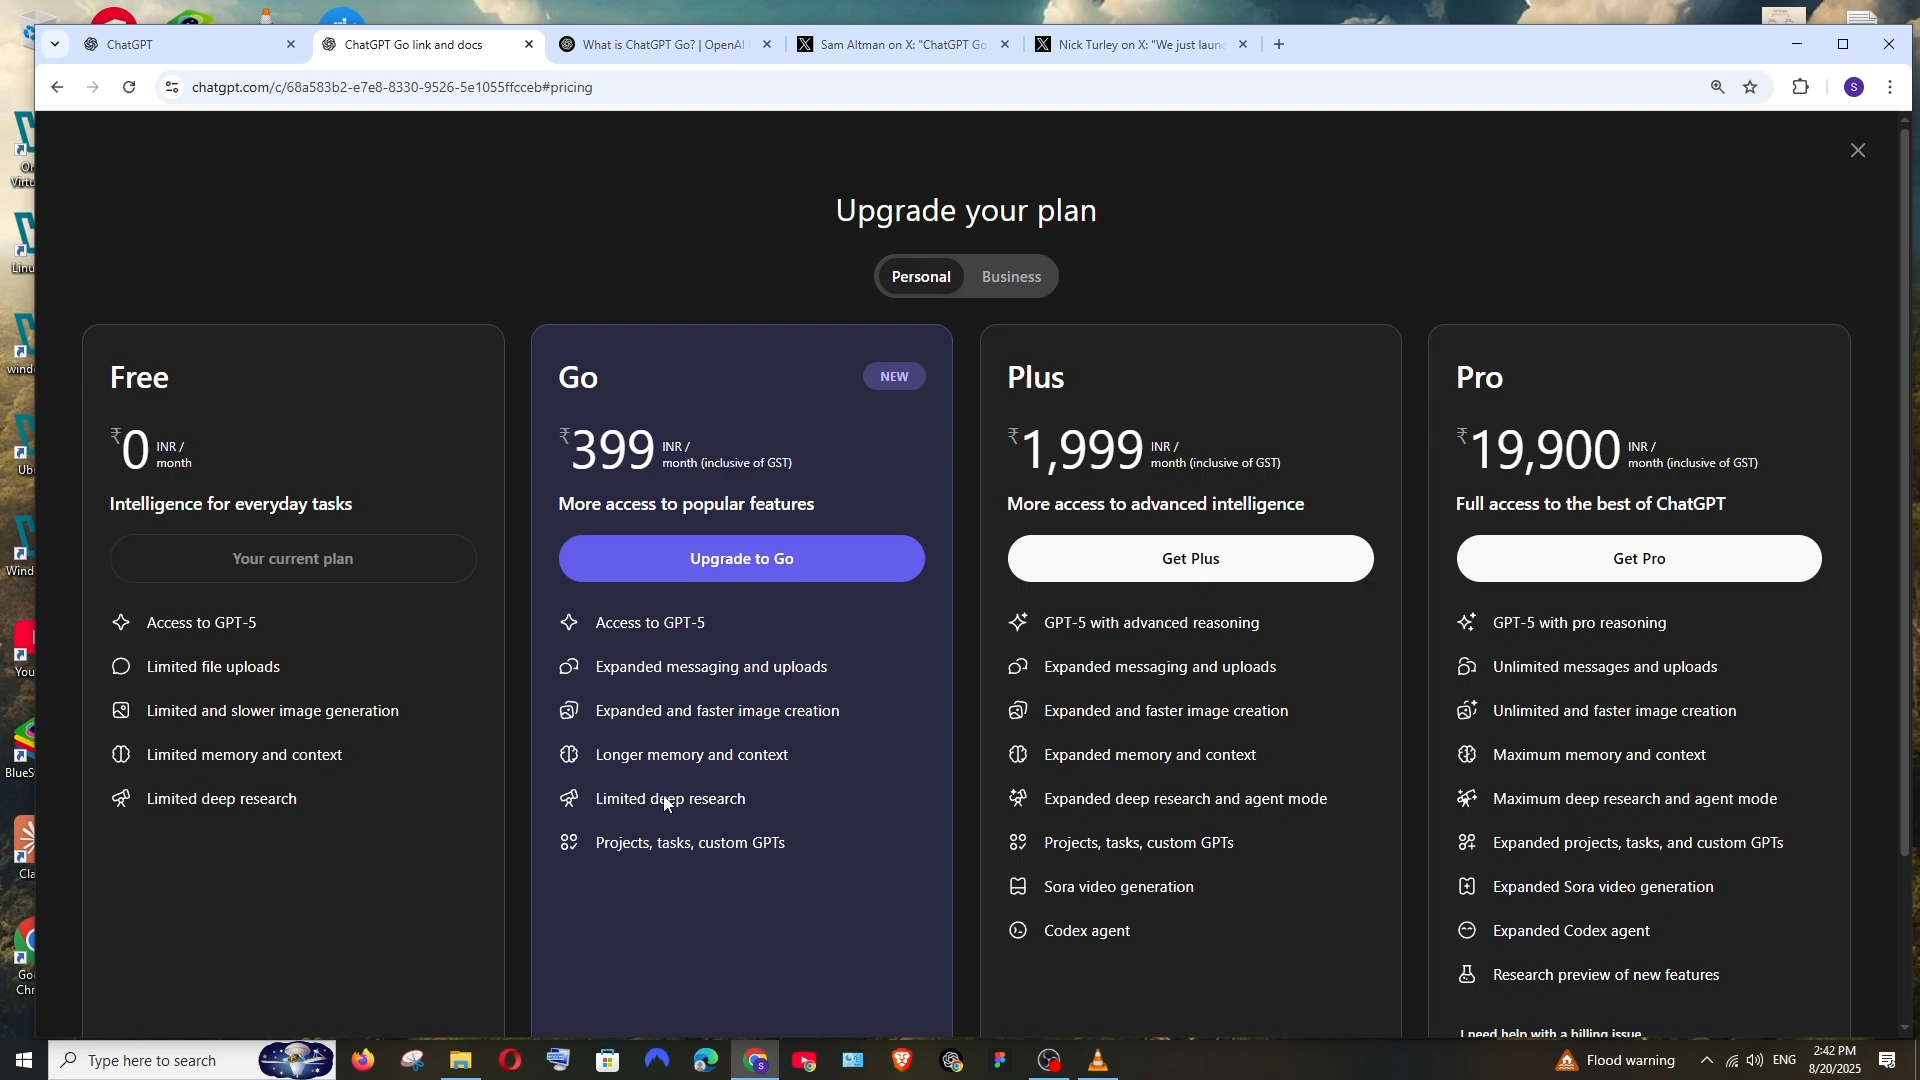 ChatGPT
ChatGPT Go link and docs
What is ChatGPT Go? | OpenAI
Sam Altman on X: "ChatGPT Go
Nick Turley on X: "We just laun
chatgpt.com/c/68a583b2-e7e8-8330-9526-5e1055ffcceb#pricing
S
Upgrade your plan
Personal
Business
Free
₹0 INR / month
Intelligence for everyday tasks
Your current plan
Access to GPT-5
Limited file uploads
Limited and slower image generation
Limited memory and context
Limited deep research
Go
NEW
₹399 INR / month (inclusive of GST)
More access to popular features
Upgrade to Go
Access to GPT-5
Expanded messaging and uploads
Expanded and faster image creation
Longer memory and context
Limited deep research
Projects, tasks, custom GPTs
Plus
₹1,999 INR / month (inclusive of GST)
More access to advanced intelligence
Get Plus
GPT-5 with advanced reasoning
Expanded messaging and uploads
Expanded and faster image creation
Expanded memory and context
Expanded deep research and agent mode
Projects, tasks, custom GPTs
Sora video generation
Codex agent
Pro
₹19,900 INR / month (inclusive of GST)
Full access to the best of ChatGPT
Get Pro
GPT-5 with pro reasoning
Unlimited messages and uploads
Unlimited and faster image creation
Maximum memory and context
Maximum deep research and agent mode
Expanded projects, tasks, and custom GPTs
Expanded Sora video generation
Expanded Codex agent
Research preview of new features
I need help with a billing issue
Type here to search
Flood warning
ENG
2:42 PM
8/20/2025